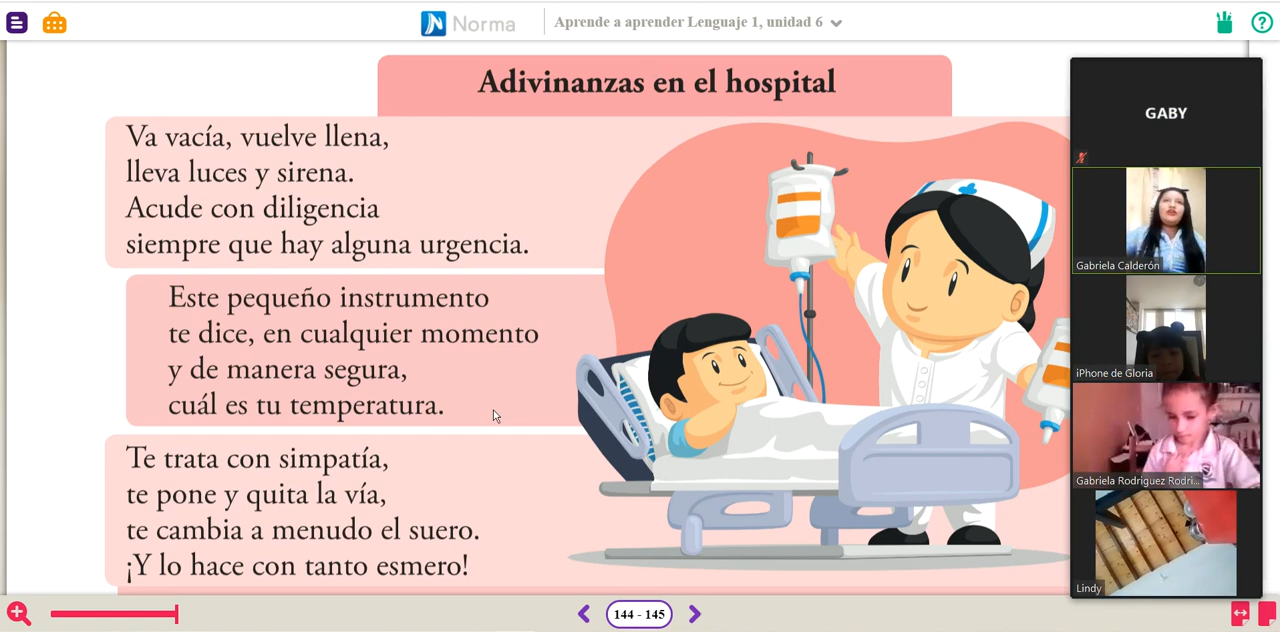 Norma
Aprende a aprender Lenguaje 1, unidad 6
Adivinanzas en el hospital
Va vacía, vuelve llena,
lleva luces y sirena.
Acude con diligencia
siempre que hay alguna urgencia.
Este pequeño instrumento
te dice, en cualquier momento
y de manera segura,
cuál es tu temperatura.
Te trata con simpatía,
te pone y quita la vía,
te cambia a menudo el suero.
¡Y lo hace con tanto esmero!
GABY
Gabriela Calderón
iPhone de Gloria
Gabriela Rodriguez Rodri...
Lindy
144 - 145